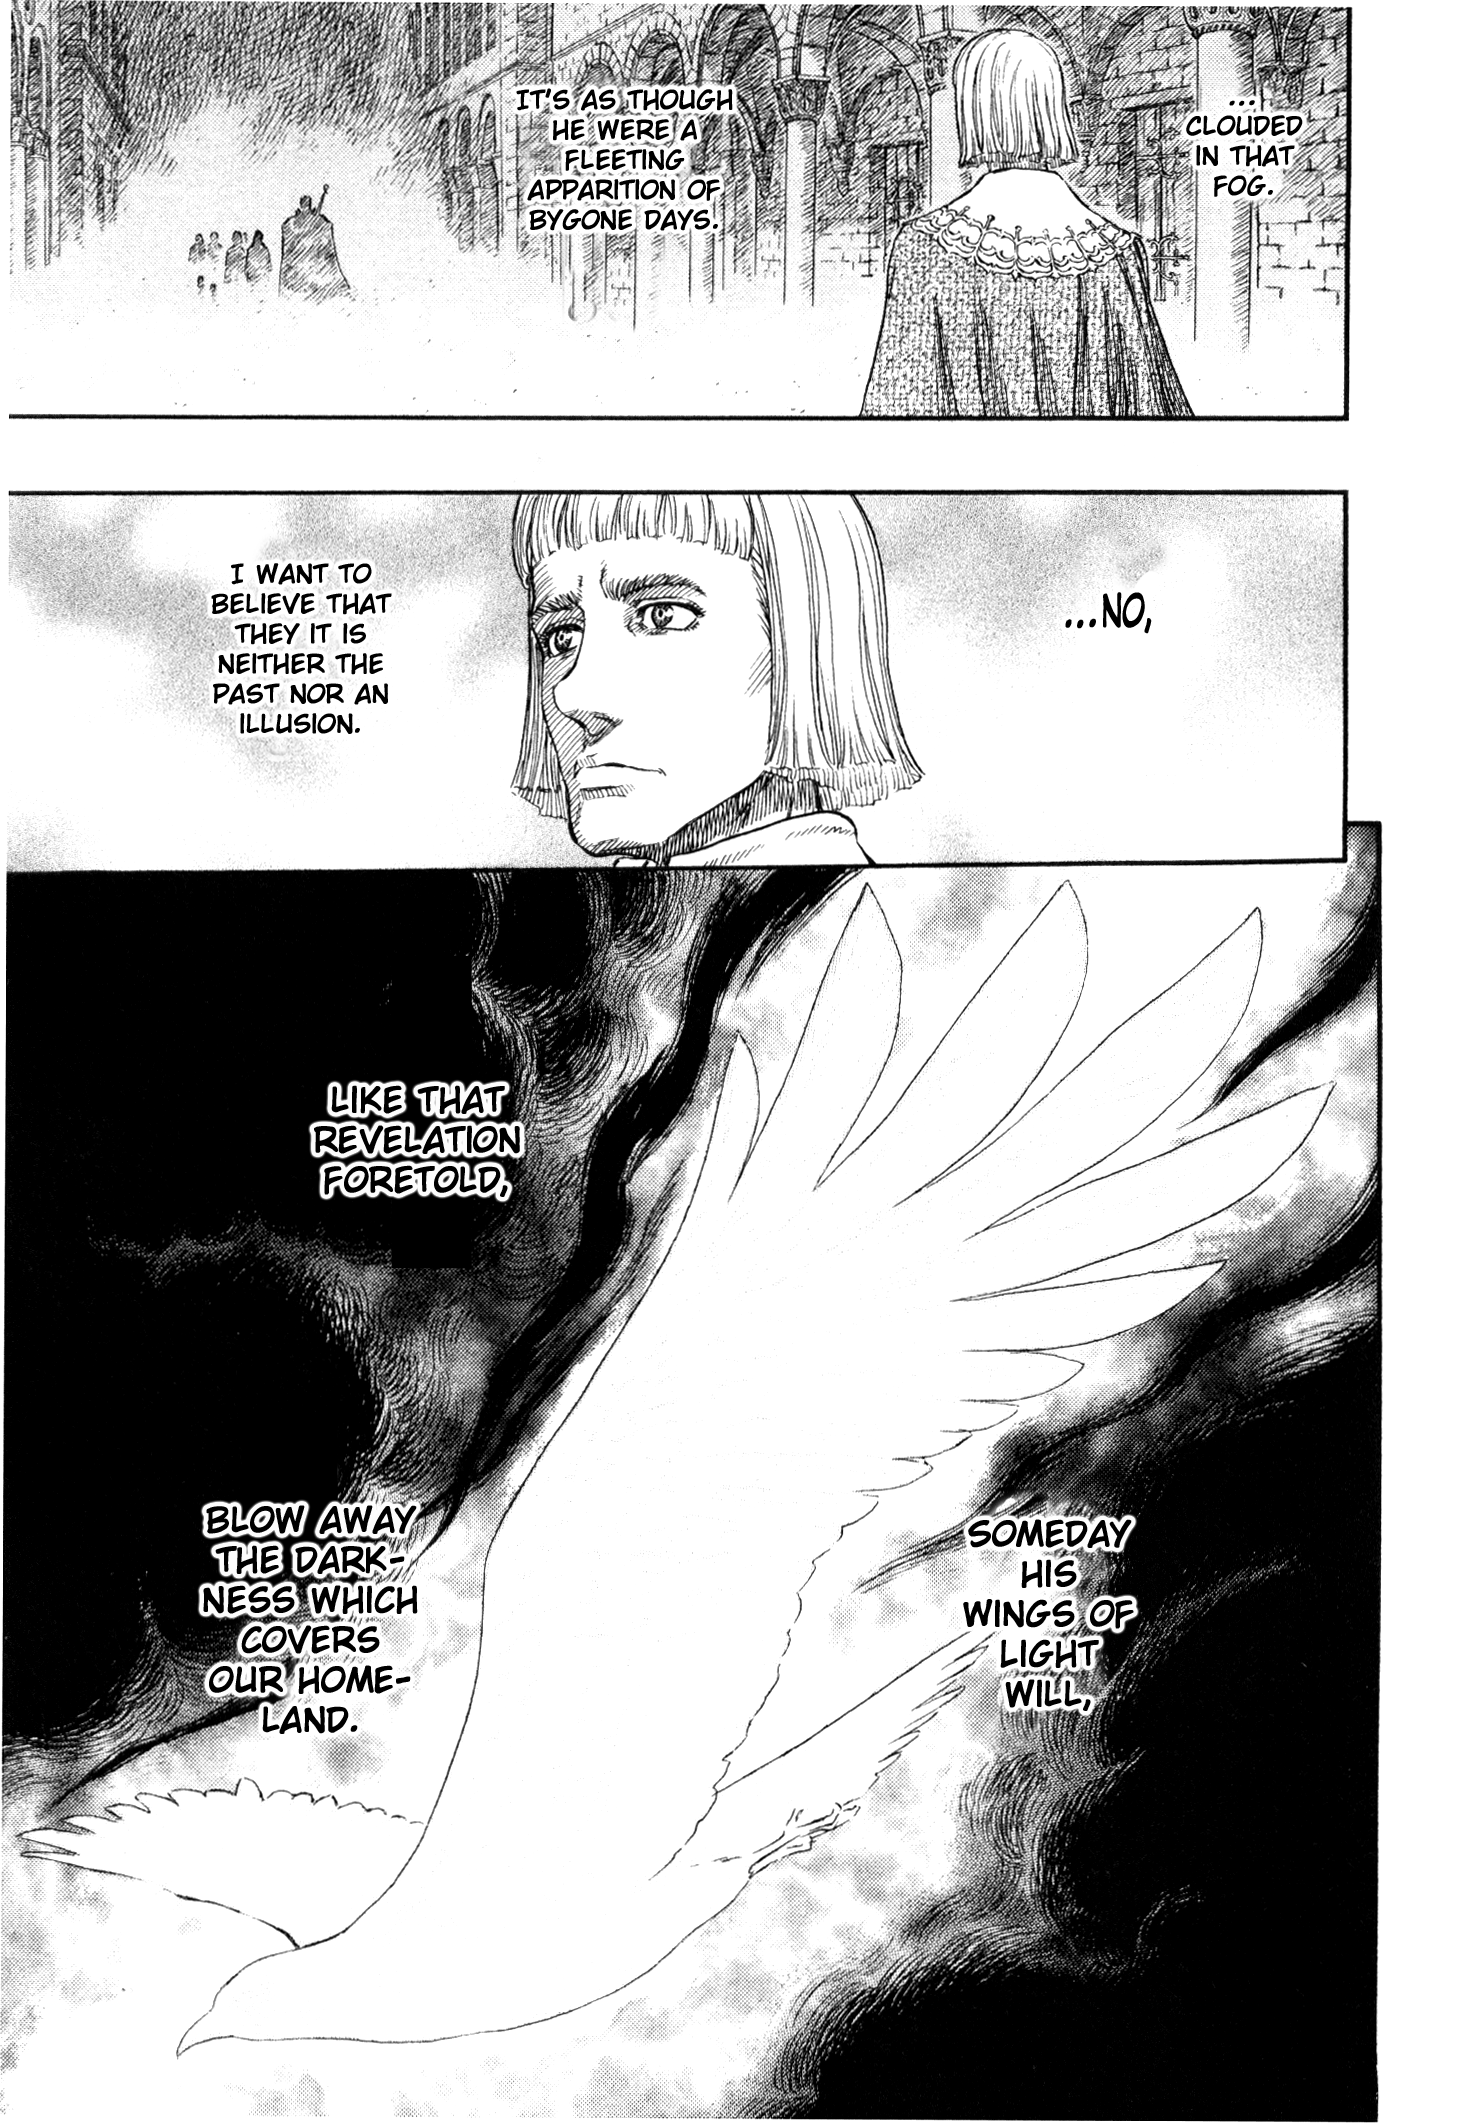 ...
CLOUDED
IN THAT
FOG.
IT'S AS THOUGH
HE WERE A
FLEETING
APPARITION OF
BYGONE DAYS.
...NO,
I WANT TO
BELIEVE THAT
THEY IT IS
NEITHER THE
PAST NOR AN
ILLUSION.
LIKE THAT
REVELATION
FORETOLD,
SOMEDAY
HIS
WINGS OF
LIGHT
WILL,
BLOW AWAY
THE DARK-
NESS WHICH
COVERS
OUR HOME-
LAND.